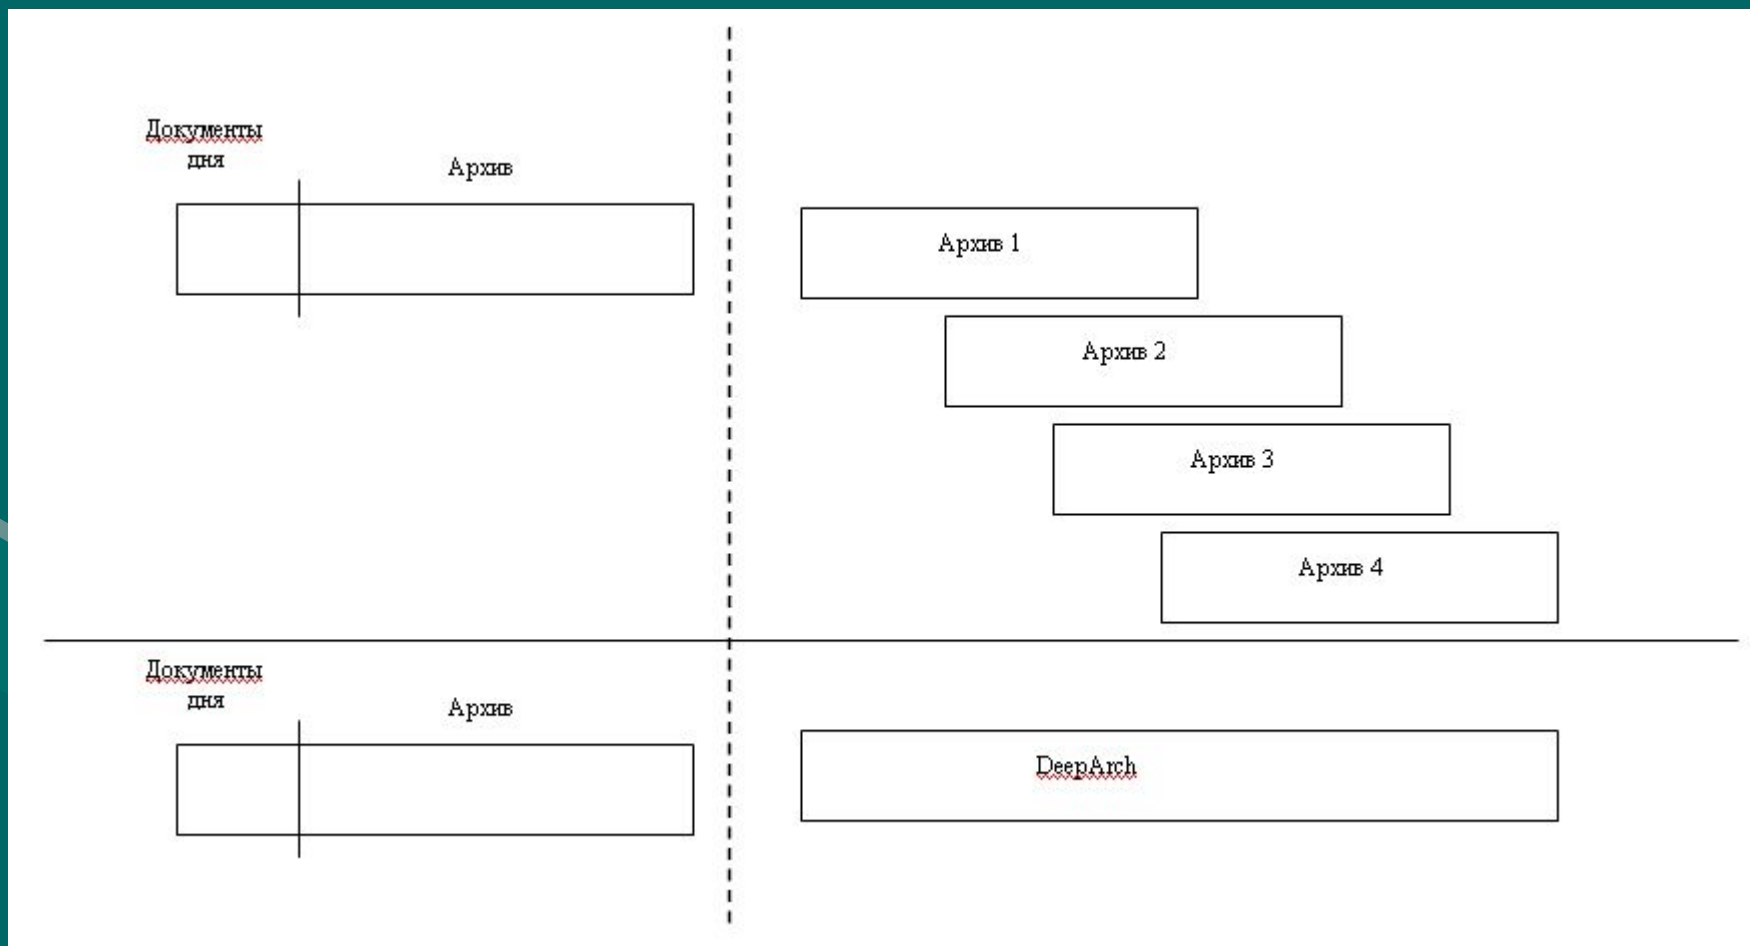 Документы
дня
Архив
Архив 1
Архив 2
Архив 3
Архив 4
Документы
дня
Архив
DeepArch